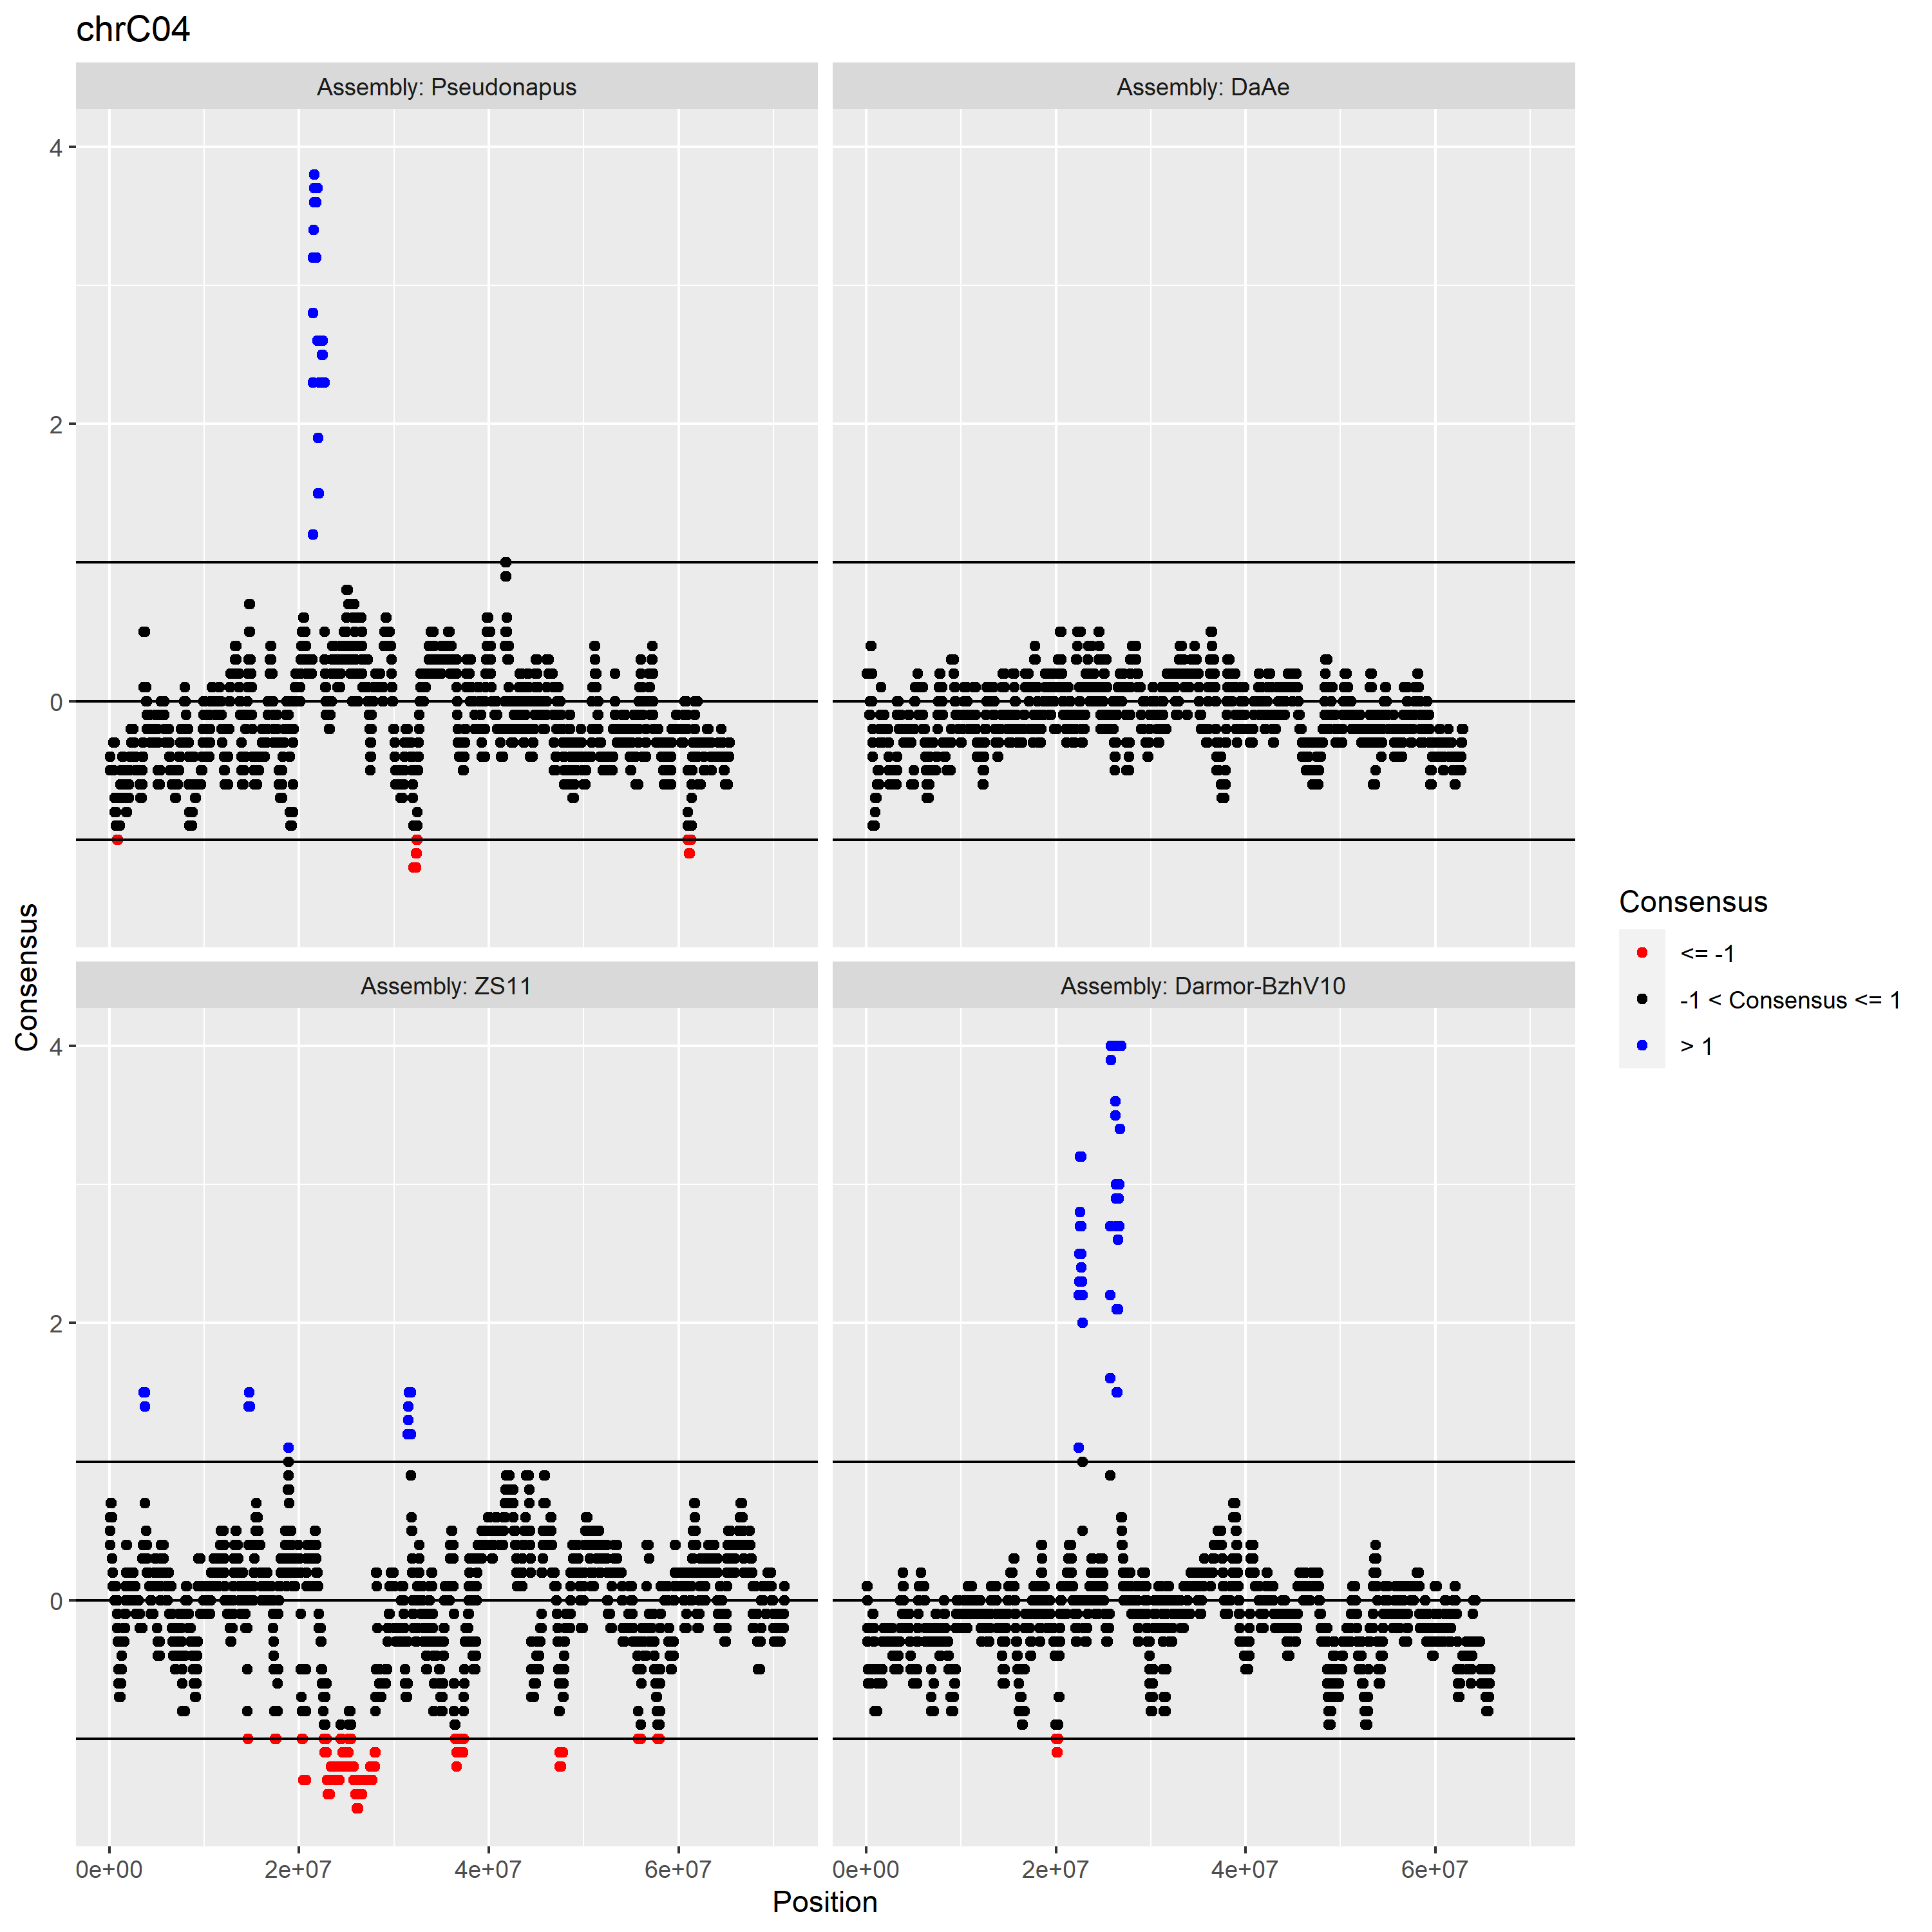 chrC04
Assembly: Pseudonapus
Assembly: DaAe
4
2
0
Assembly: ZS11
Assembly: Darmor-BzhV10
4
2
0
0e+00
2e+07
4e+07
6e+07
0e+00
2e+07
4e+07
6e+07
Position
Consensus
Consensus
<= -1
-1 < Consensus <= 1
> 1